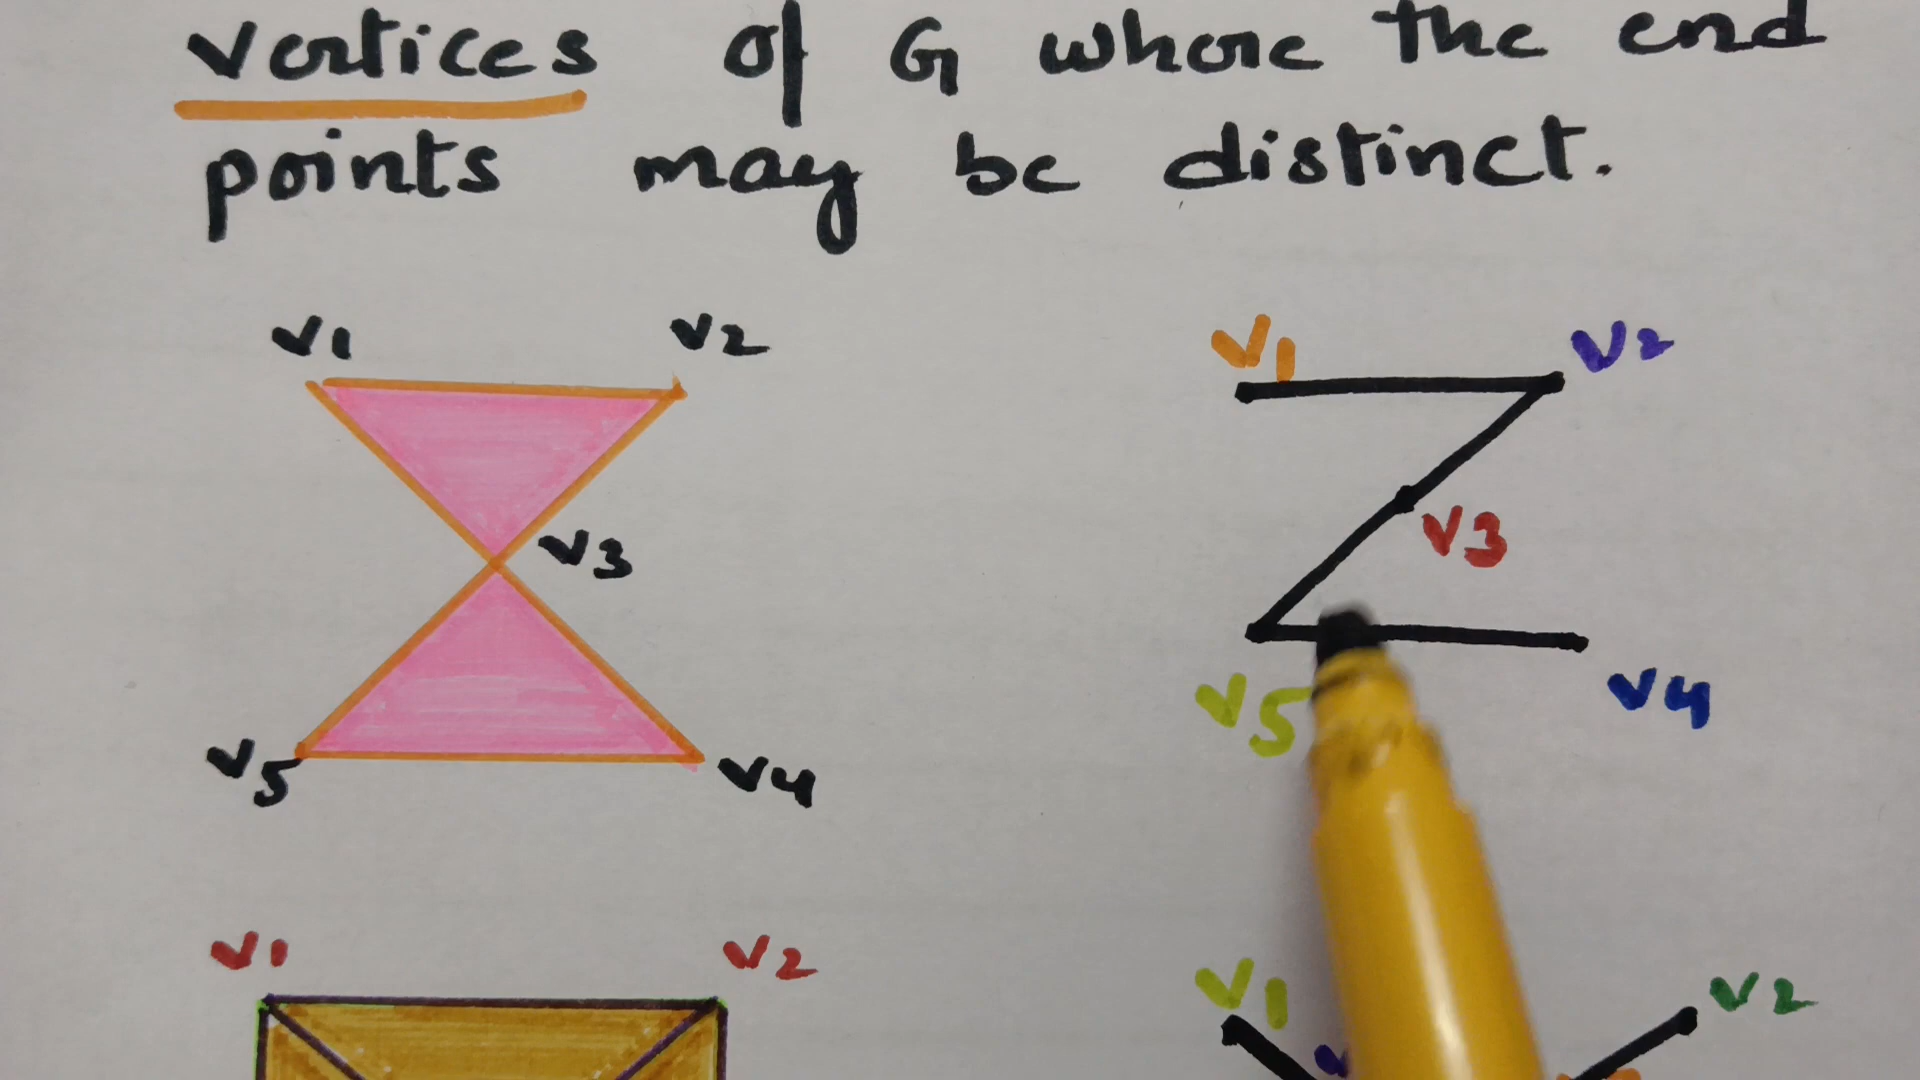 vertices of G where the end
points may be distinct.
v1 v2 v1 v2
v3 v3
v5 v4 v5 v4
v1 v2 v1 v2